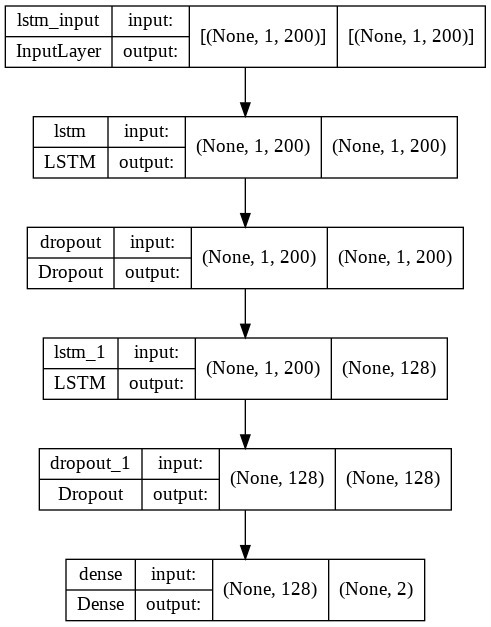 lstm_input input: [(None, 1, 200)] [(None, 1, 200)]
InputLayer output:
lstm input: (None, 1, 200) (None, 1, 200)
LSTM output:
dropout input: (None, 1, 200) (None, 1, 200)
Dropout output:
lstm_1 input: (None, 1, 200) (None, 128)
LSTM output:
dropout_1 input: (None, 128) (None, 128)
Dropout output:
dense input: (None, 128) (None, 2)
Dense output: